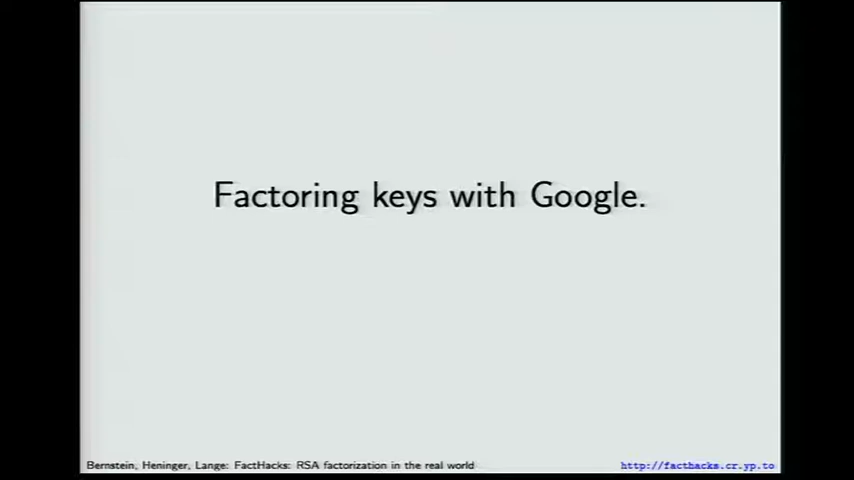 Factoring keys with Google.
Bernstein, Heninger, Lange: FactHacks: RSA factorization in the real world
http://facthacks.cr.yp.to